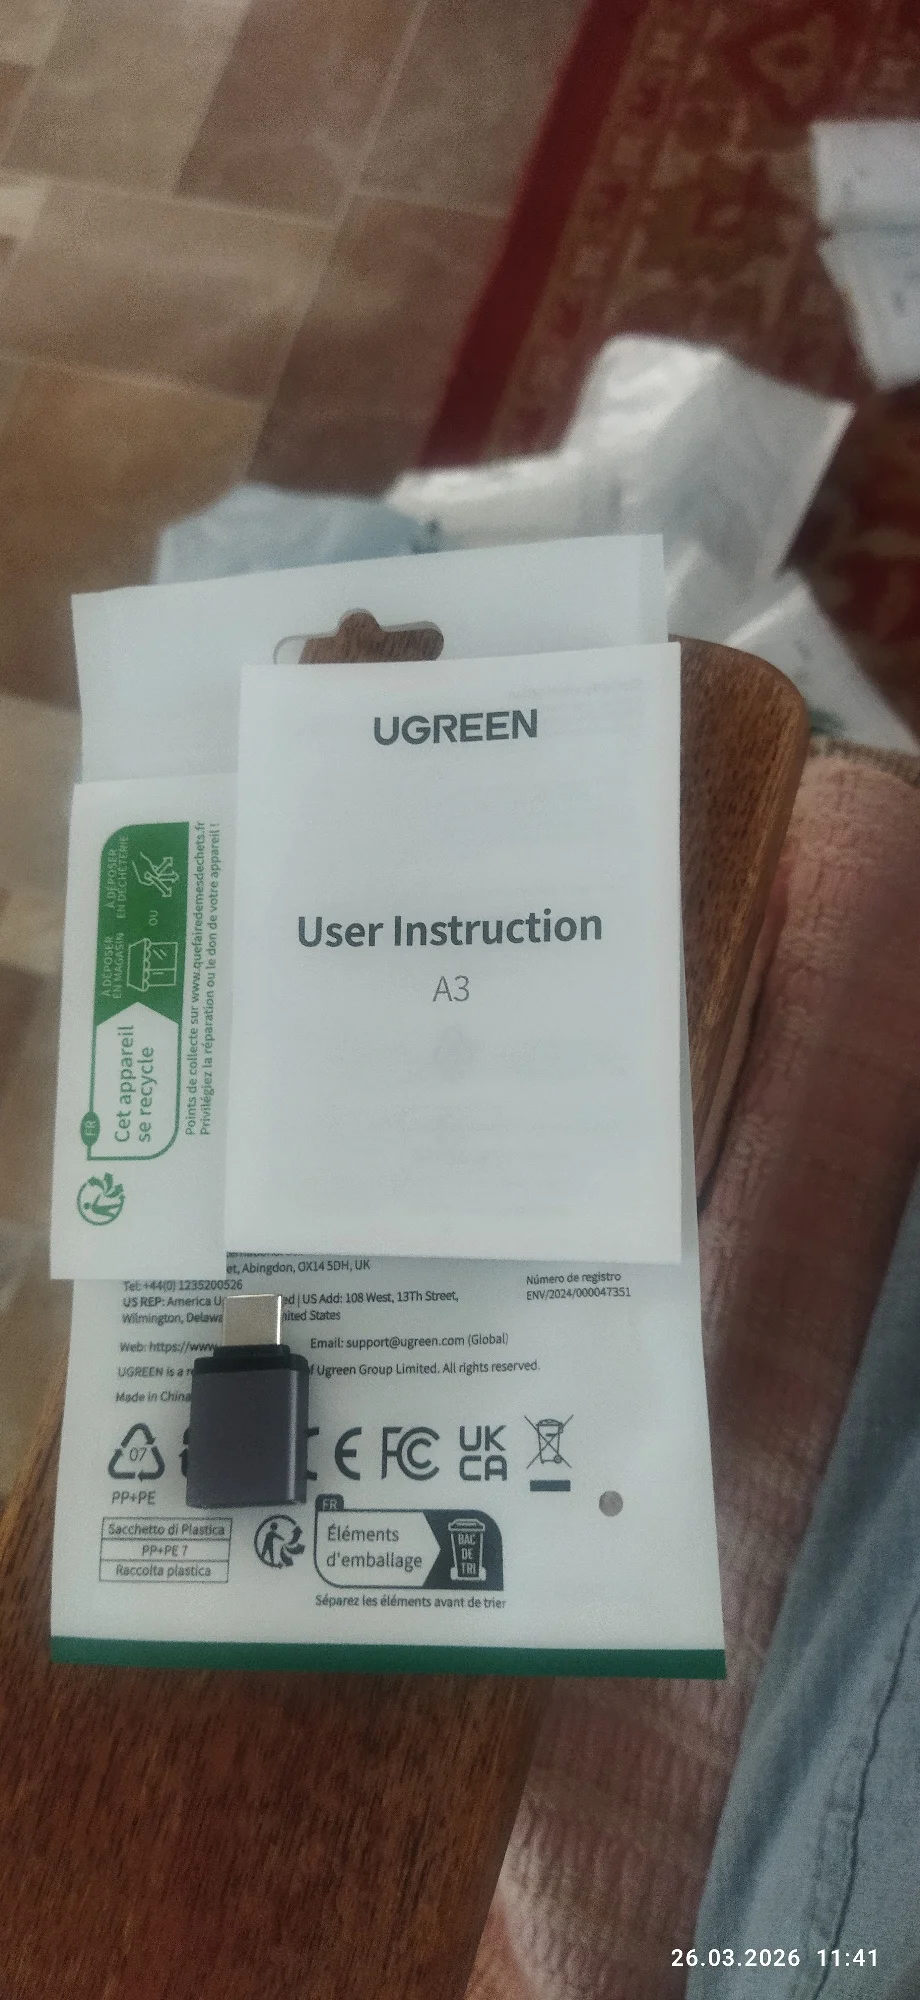 UGREEN
User Instruction
A3
À DÉPOSER
EN MAGASIN
OU
À DÉPOSER
EN DÉCHÈTERIE
FR
Cet appareil
se recycle
Points de collecte sur www.quefairedemesdechets.fr
Privilégiez la réparation ou le don de votre appareil !
et, Abingdon, OX14 5DH, UK
Tel: +44(0) 1235200526
US REP: America U ed | US Add: 108 West, 13Th Street,
Wilmington, Delawa nited States
Número de registro
ENV/2024/000047351
Web: https://www. Email: support@ugreen.com (Global)
UGREEN is a re f Ugreen Group Limited. All rights reserved.
Made in China
07
PP+PE
CE FC UK
CA
Sacchetto di Plastica
PP+PE 7
Raccolta plastica
FR
Éléments
d'emballage
BAC
DE
TRI
Séparez les éléments avant de trier
26.03.2026 11:41